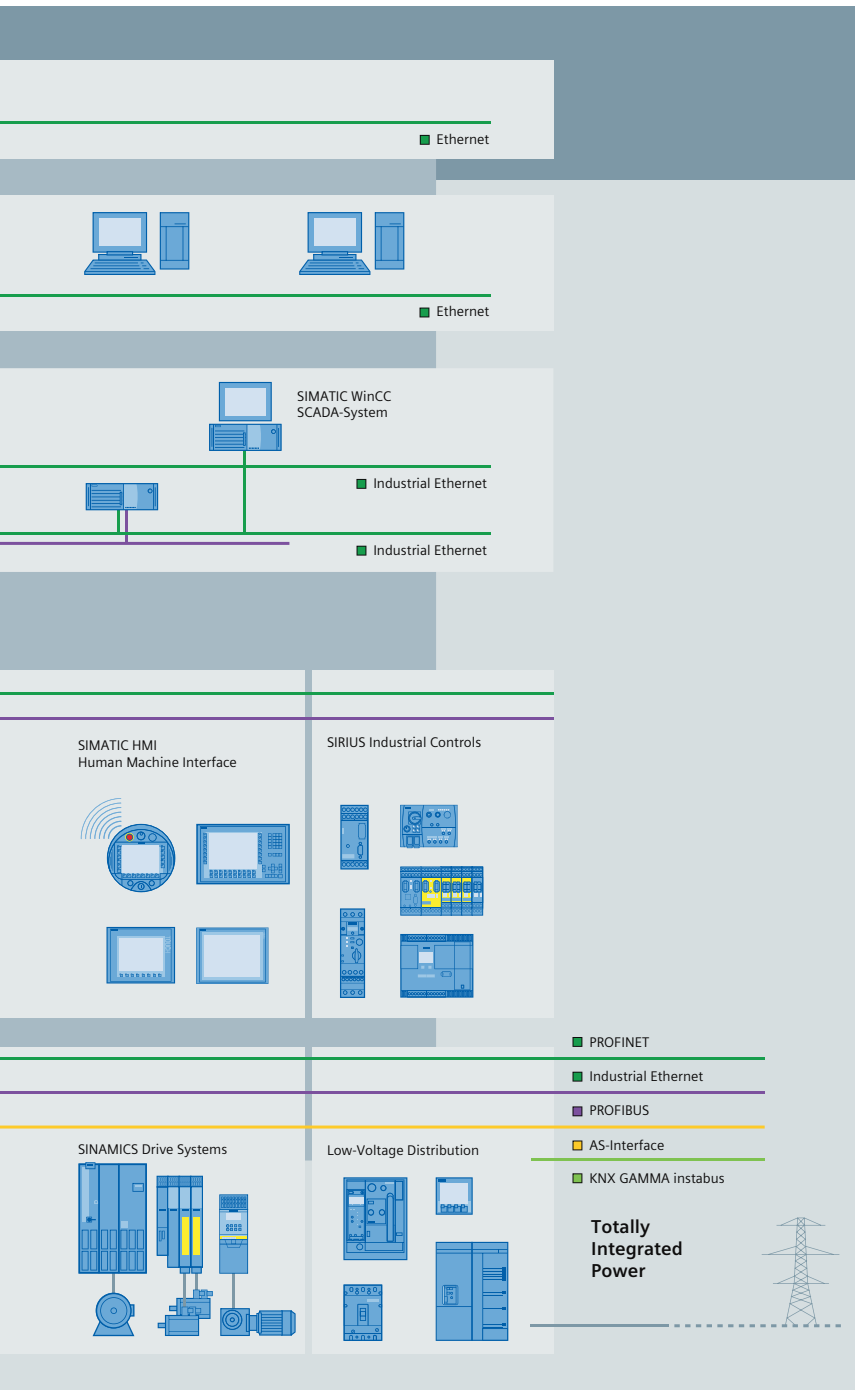 Ethernet
Ethernet
SIMATIC WinCC
SCADA-System
Industrial Ethernet
Industrial Ethernet
SIMATIC HMI
Human Machine Interface
SIRIUS Industrial Controls
PROFINET
Industrial Ethernet
PROFIBUS
AS-Interface
KNX GAMMA instabus
SINAMICS Drive Systems
Low-Voltage Distribution
Totally
Integrated
Power